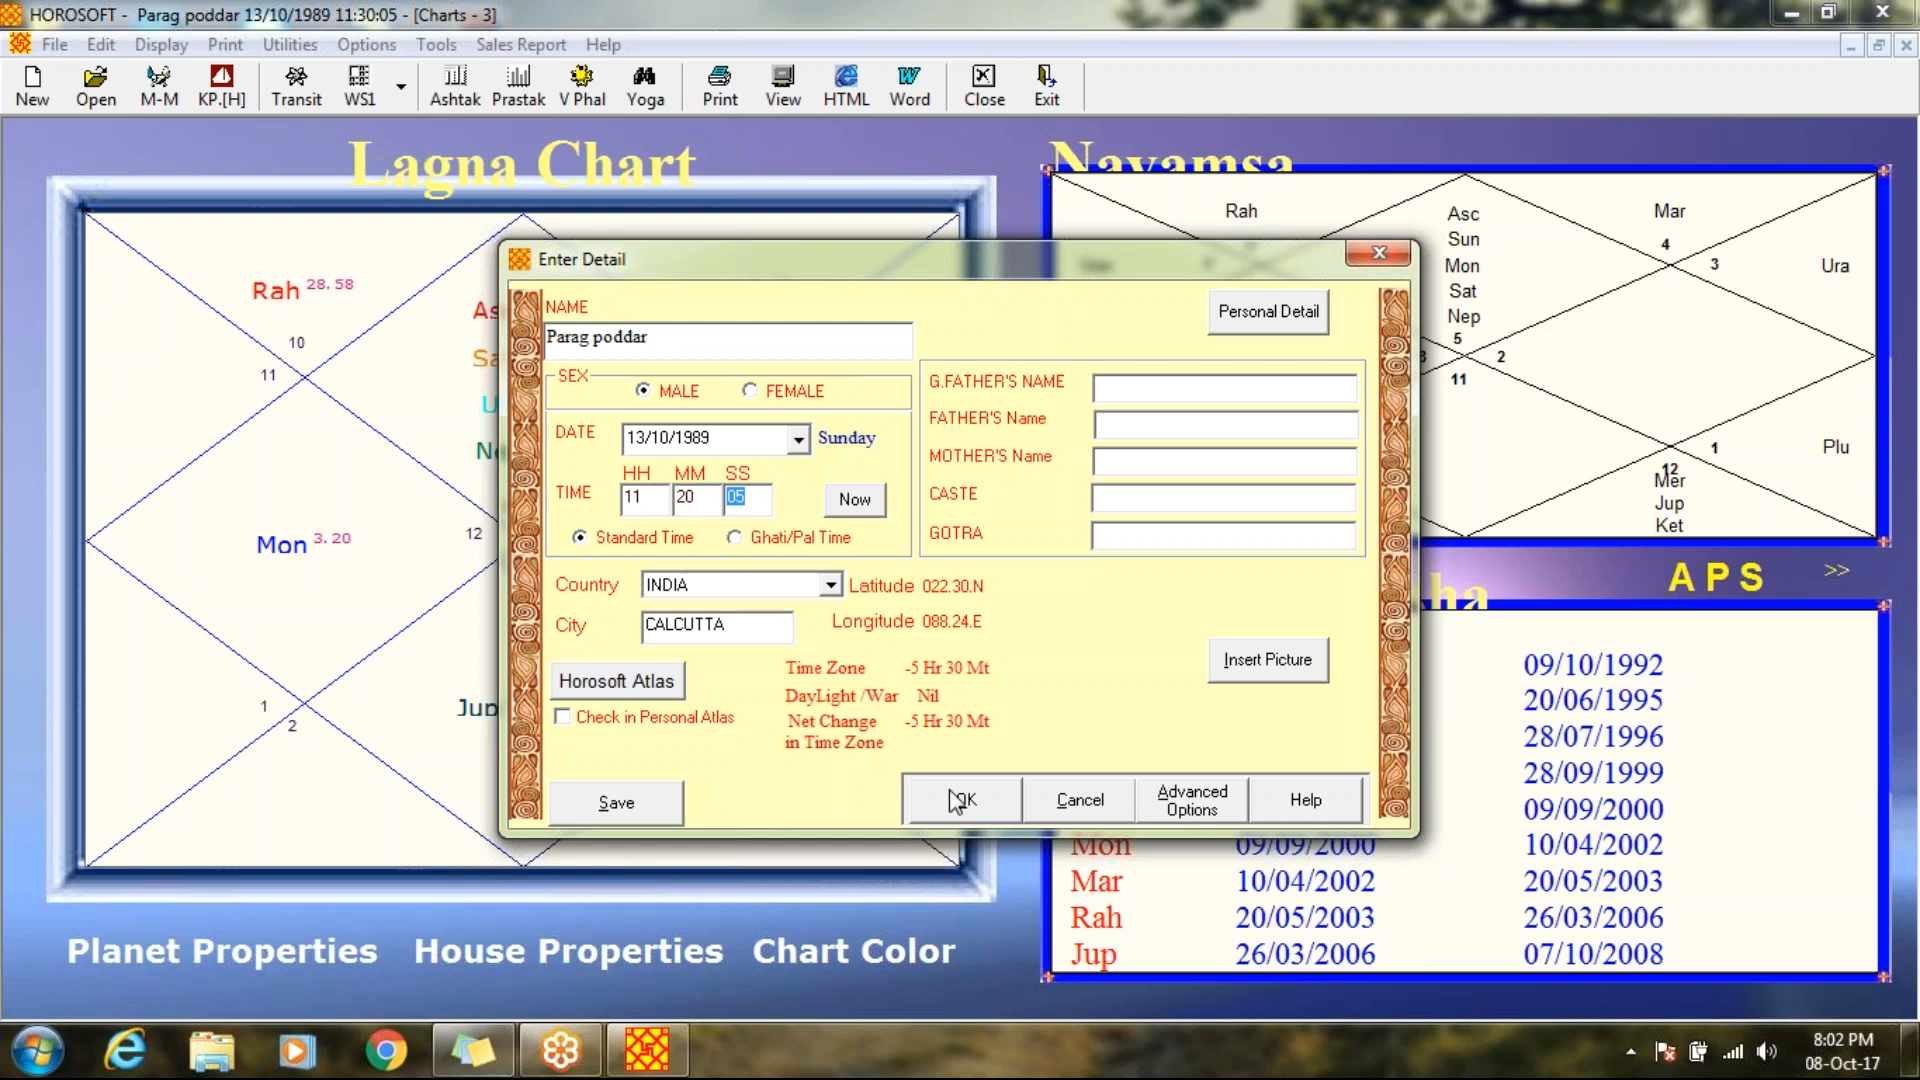 HOROSOFT - Parag poddar 13/10/1989 11:30:05 - [Charts - 3]
File Edit Display Print Utilities Options Tools Sales Report Help
New Open M-M KP.[H] Transit WS1 Ashtak Prastak V Phal Yoga Print View HTML Word Close Exit
Lagna Chart
Navamsa
Rah 28.58
10
11
Mon 3.20
12
1
2
Jup
Rah
Asc
Sun
Mon
Sat
Nep
5
2
11
Mar
4
3
Ura
1
Plu
12
Mer
Jup
Ket
Enter Detail
NAME
Personal Detail
Parag poddar
SEX
MALE FEMALE
DATE 13/10/1989 Sunday
HH MM SS
TIME 11 20 05 Now
Standard Time Ghati/Pal Time
G.FATHER'S NAME
FATHER'S Name
MOTHER'S Name
CASTE
GOTRA
Country INDIA Latitude 022.30.N
City CALCUTTA Longitude 088.24.E
Insert Picture
Horosoft Atlas
Check in Personal Atlas
Time Zone -5 Hr 30 Mt
DayLight /War Nil
Net Change -5 Hr 30 Mt
in Time Zone
Save OK Cancel Advanced Options Help
A P S >>
09/10/1992
20/06/1995
28/07/1996
28/09/1999
09/09/2000
Mon 09/09/2000 10/04/2002
Mar 10/04/2002 20/05/2003
Rah 20/05/2003 26/03/2006
Jup 26/03/2006 07/10/2008
Planet Properties House Properties Chart Color
8:02 PM
08-Oct-17